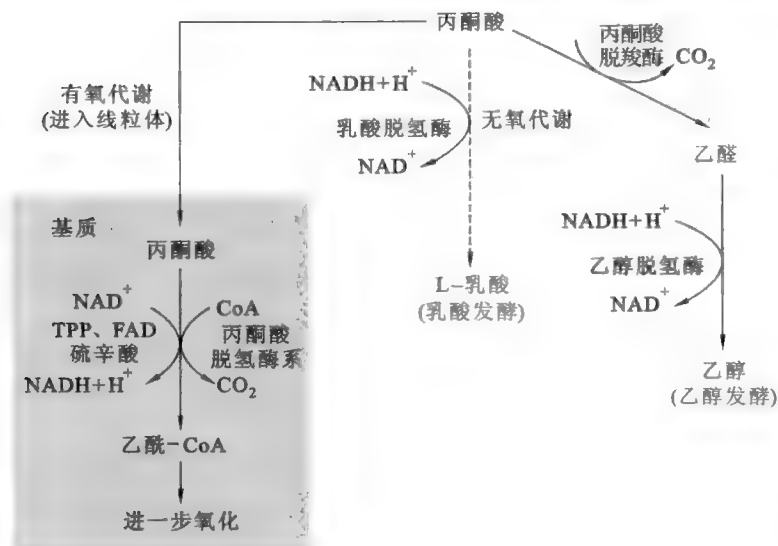 丙酮酸
丙酮酸
脱羧酶
CO₂
有氧代谢
(进入线粒体)
NADH+H⁺
乳酸脱氢酶
NAD⁺
无氧代谢
乙醛
基质
丙酮酸
NADH+H⁺
乙醇脱氢酶
NAD⁺
L-乳酸
(乳酸发酵)
NAD⁺
TPP、FAD
硫辛酸
NADH+H⁺
CoA
丙酮酸
脱氢酶系
CO₂
乙醇
(乙醇发酵)
乙酰-CoA
进一步氧化